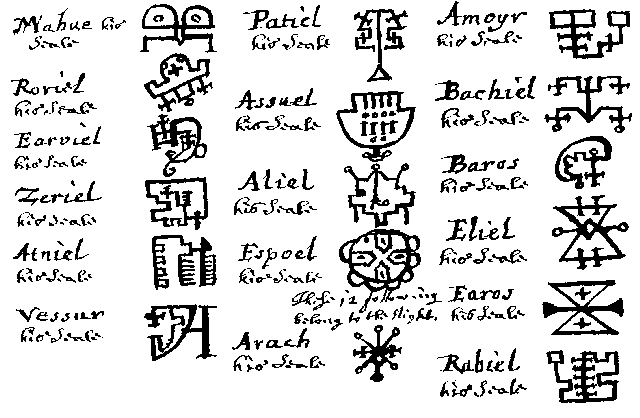 Mahue his
Seale
Roriel
his Seale
Earviel
his Seale
Zeriel
his Seale
Atniel
his Seale
Vessur
his Seale
Patiel
his Seale
Assuel
his Seale
Aliel
his Seale
Espoel
his Seale
These 12 following
belong to the Night.
Arach
his Seale
Amoyr
his Seale
Bachiel
his Seale
Baros
his Seale
Eliel
his Seale
Earos
his Seale
Rabiel
his Seale